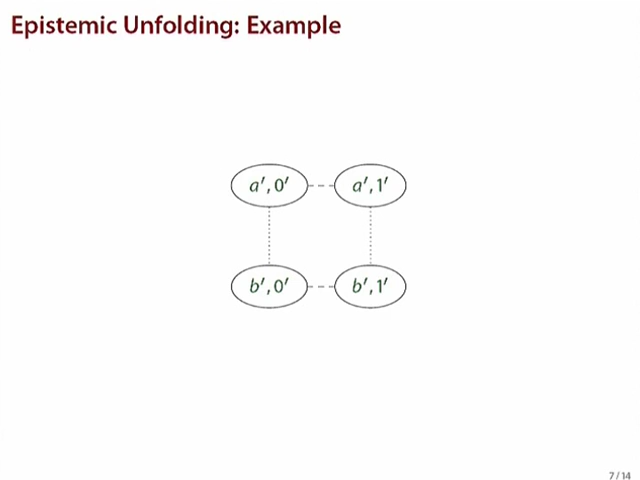 Epistemic Unfolding: Example
a′, 0′
a′, 1′
b′, 0′
b′, 1′
7 / 14